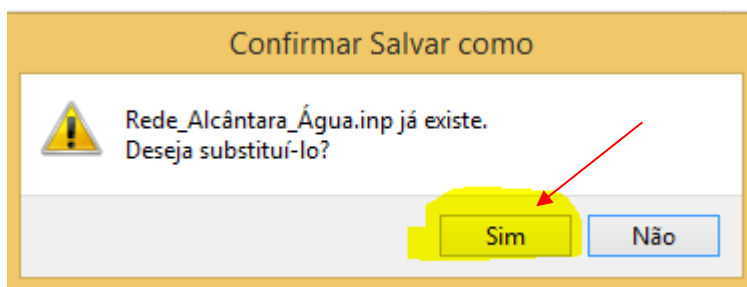 Confirmar Salvar como
Rede_Alcântara_Água.inp já existe.
Deseja substituí-lo?
Sim
Não